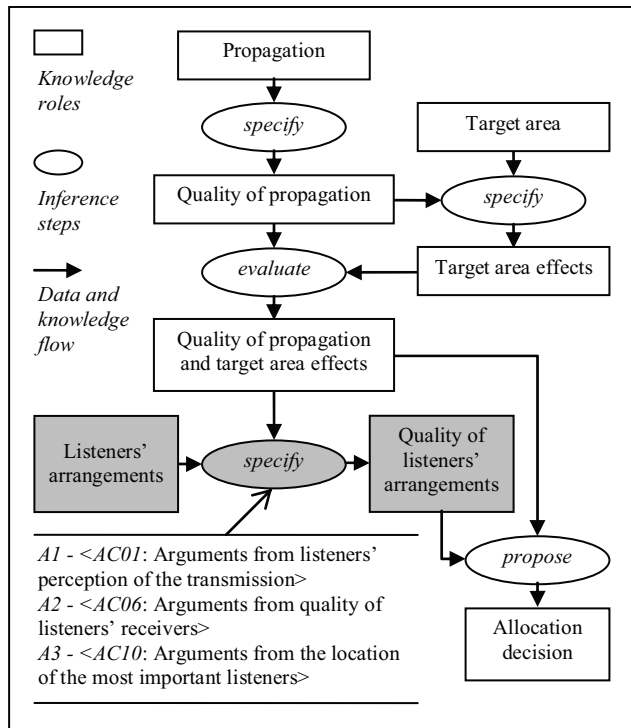 Knowledge
roles
Inference
steps
Data and
knowledge
flow
Propagation
specify
Target area
Quality of propagation
specify
evaluate
Target area effects
Quality of propagation
and target area effects
Listeners’
arrangements
specify
Quality of
listeners’
arrangements
propose
Allocation
decision
A1 - <AC01: Arguments from listeners’
perception of the transmission>
A2 - <AC06: Arguments from quality of
listeners’ receivers>
A3 - <AC10: Arguments from the location
of the most important listeners>